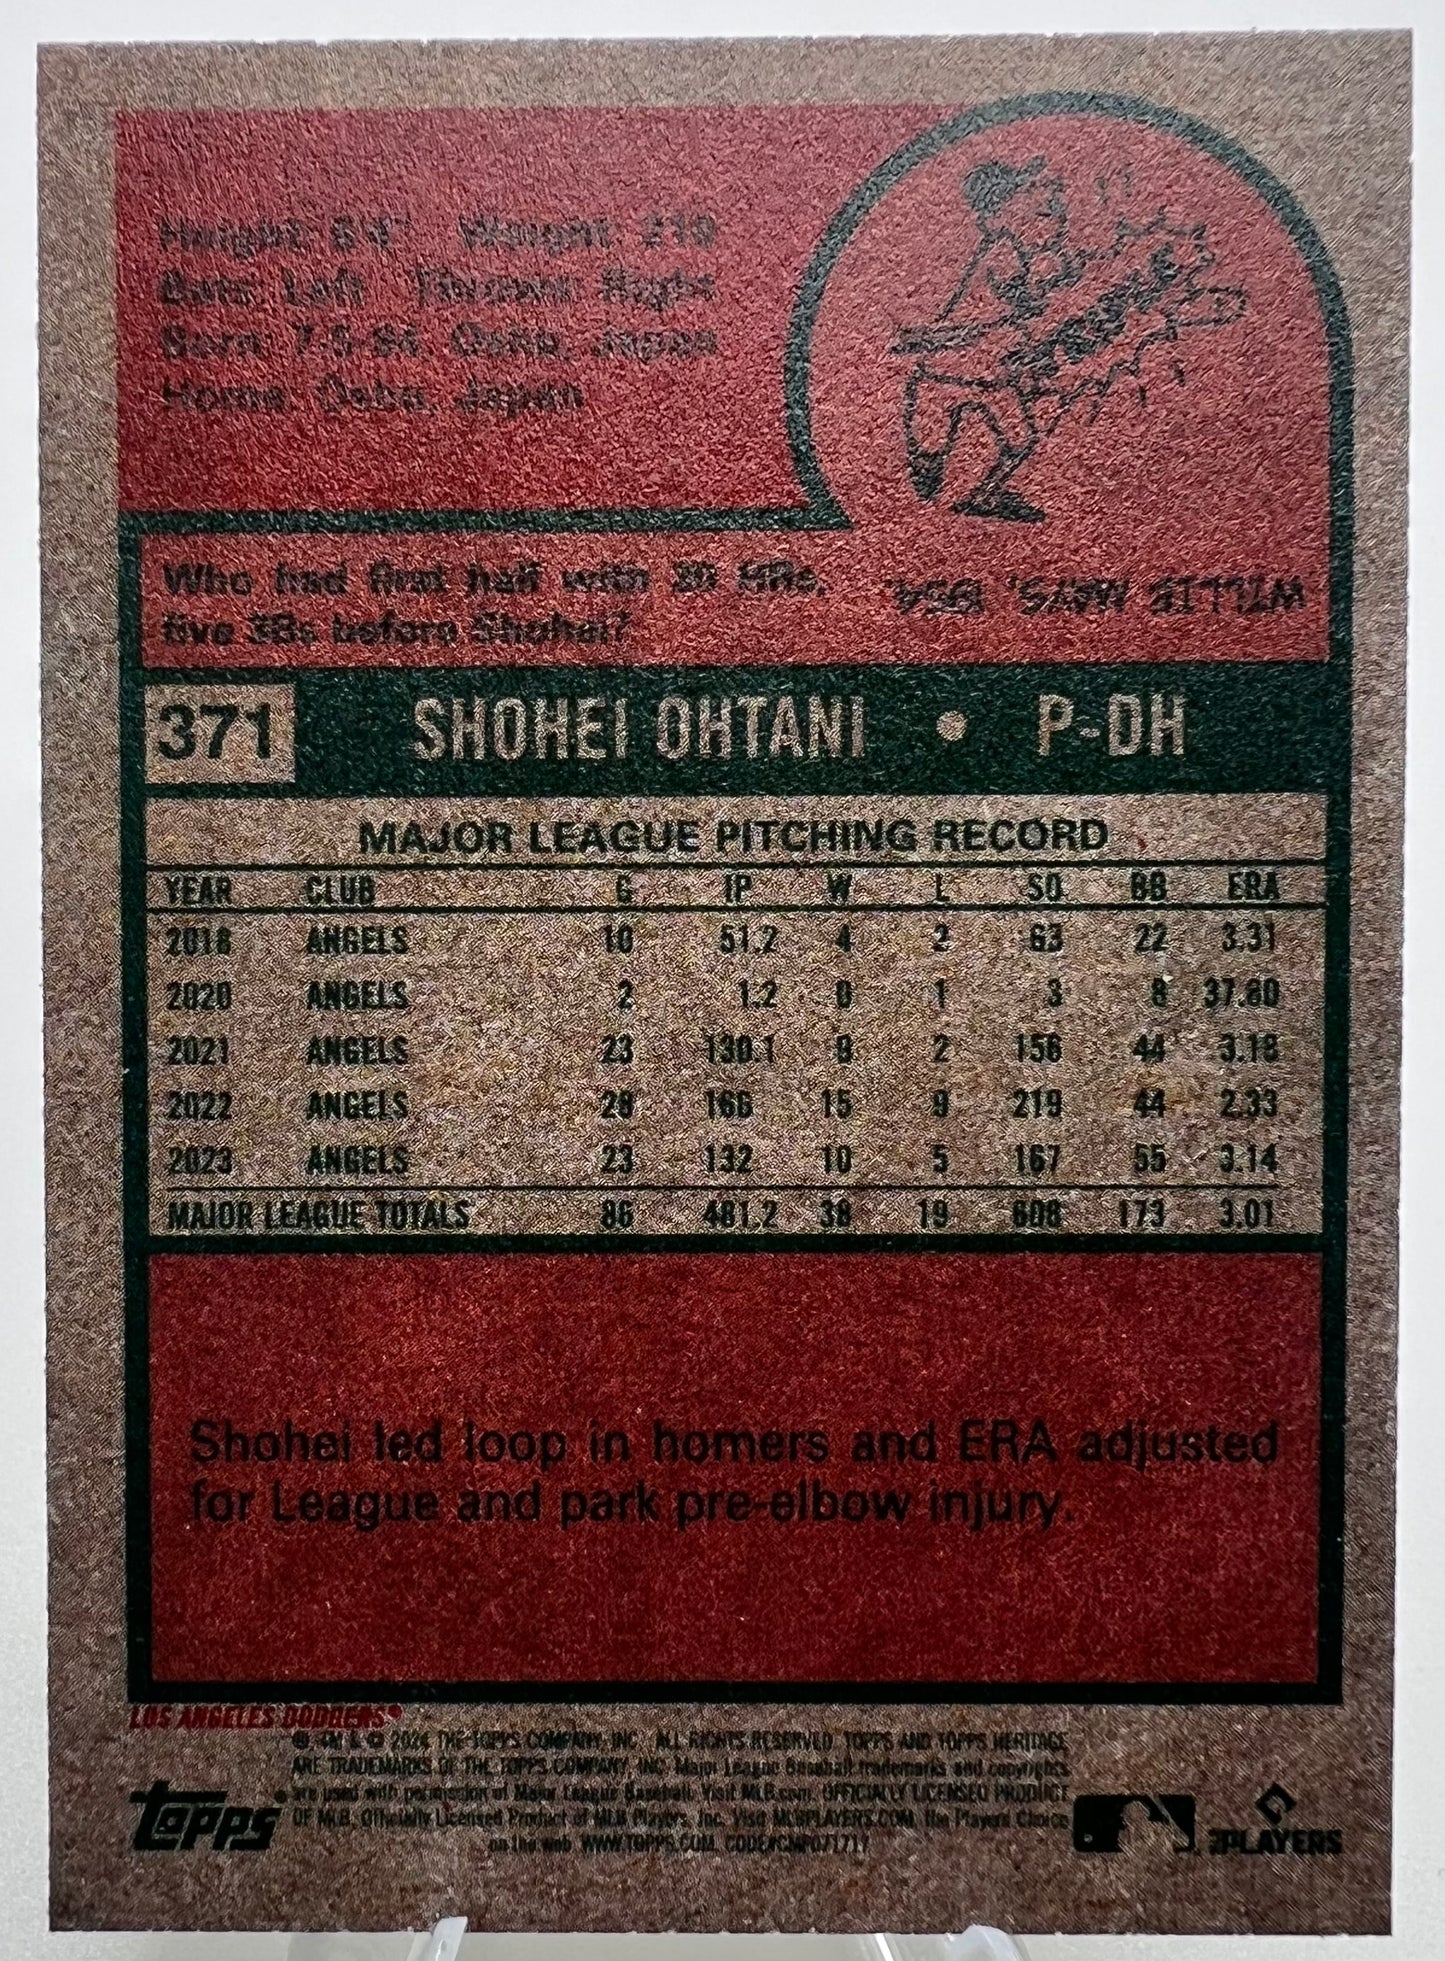 Height: 6'4" Weight: 210
Bats: Left Throws: Right
Born: 7-5-94, Oshu, Japan
Home: Oshu, Japan
Who had first half with 30 HRs,
five 3Bs before Shohei?
WILLIE MAYS, 1954.
371 SHOHEI OHTANI • P-DH
MAJOR LEAGUE PITCHING RECORD
YEAR CLUB G IP W L SO BB ERA
2018 ANGELS 10 51.2 4 2 63 22 3.31
2020 ANGELS 2 1.2 0 1 3 8 37.80
2021 ANGELS 23 130.1 9 2 156 44 3.18
2022 ANGELS 28 166 15 9 219 44 2.33
2023 ANGELS 23 132 10 5 167 55 3.14
MAJOR LEAGUE TOTALS 86 481.2 38 19 608 173 3.01
Shohei led loop in homers and ERA adjusted
for League and park pre-elbow injury.
LOS ANGELES DODGERS®
® TM & © 2024 THE TOPPS COMPANY, INC. ALL RIGHTS RESERVED. TOPPS AND TOPPS HERITAGE
ARE TRADEMARKS OF THE TOPPS COMPANY, INC. Major League Baseball trademarks and copyrights
are used with permission of Major League Baseball. Visit MLB.com. OFFICIALLY LICENSED PRODUCT
OF MLB. Officially Licensed Product of MLB Players, Inc. Visit MLBPLAYERS.COM, the Players Choice
on the web. WWW.TOPPS.COM. CODE#CMP071717
topps
PLAYERS